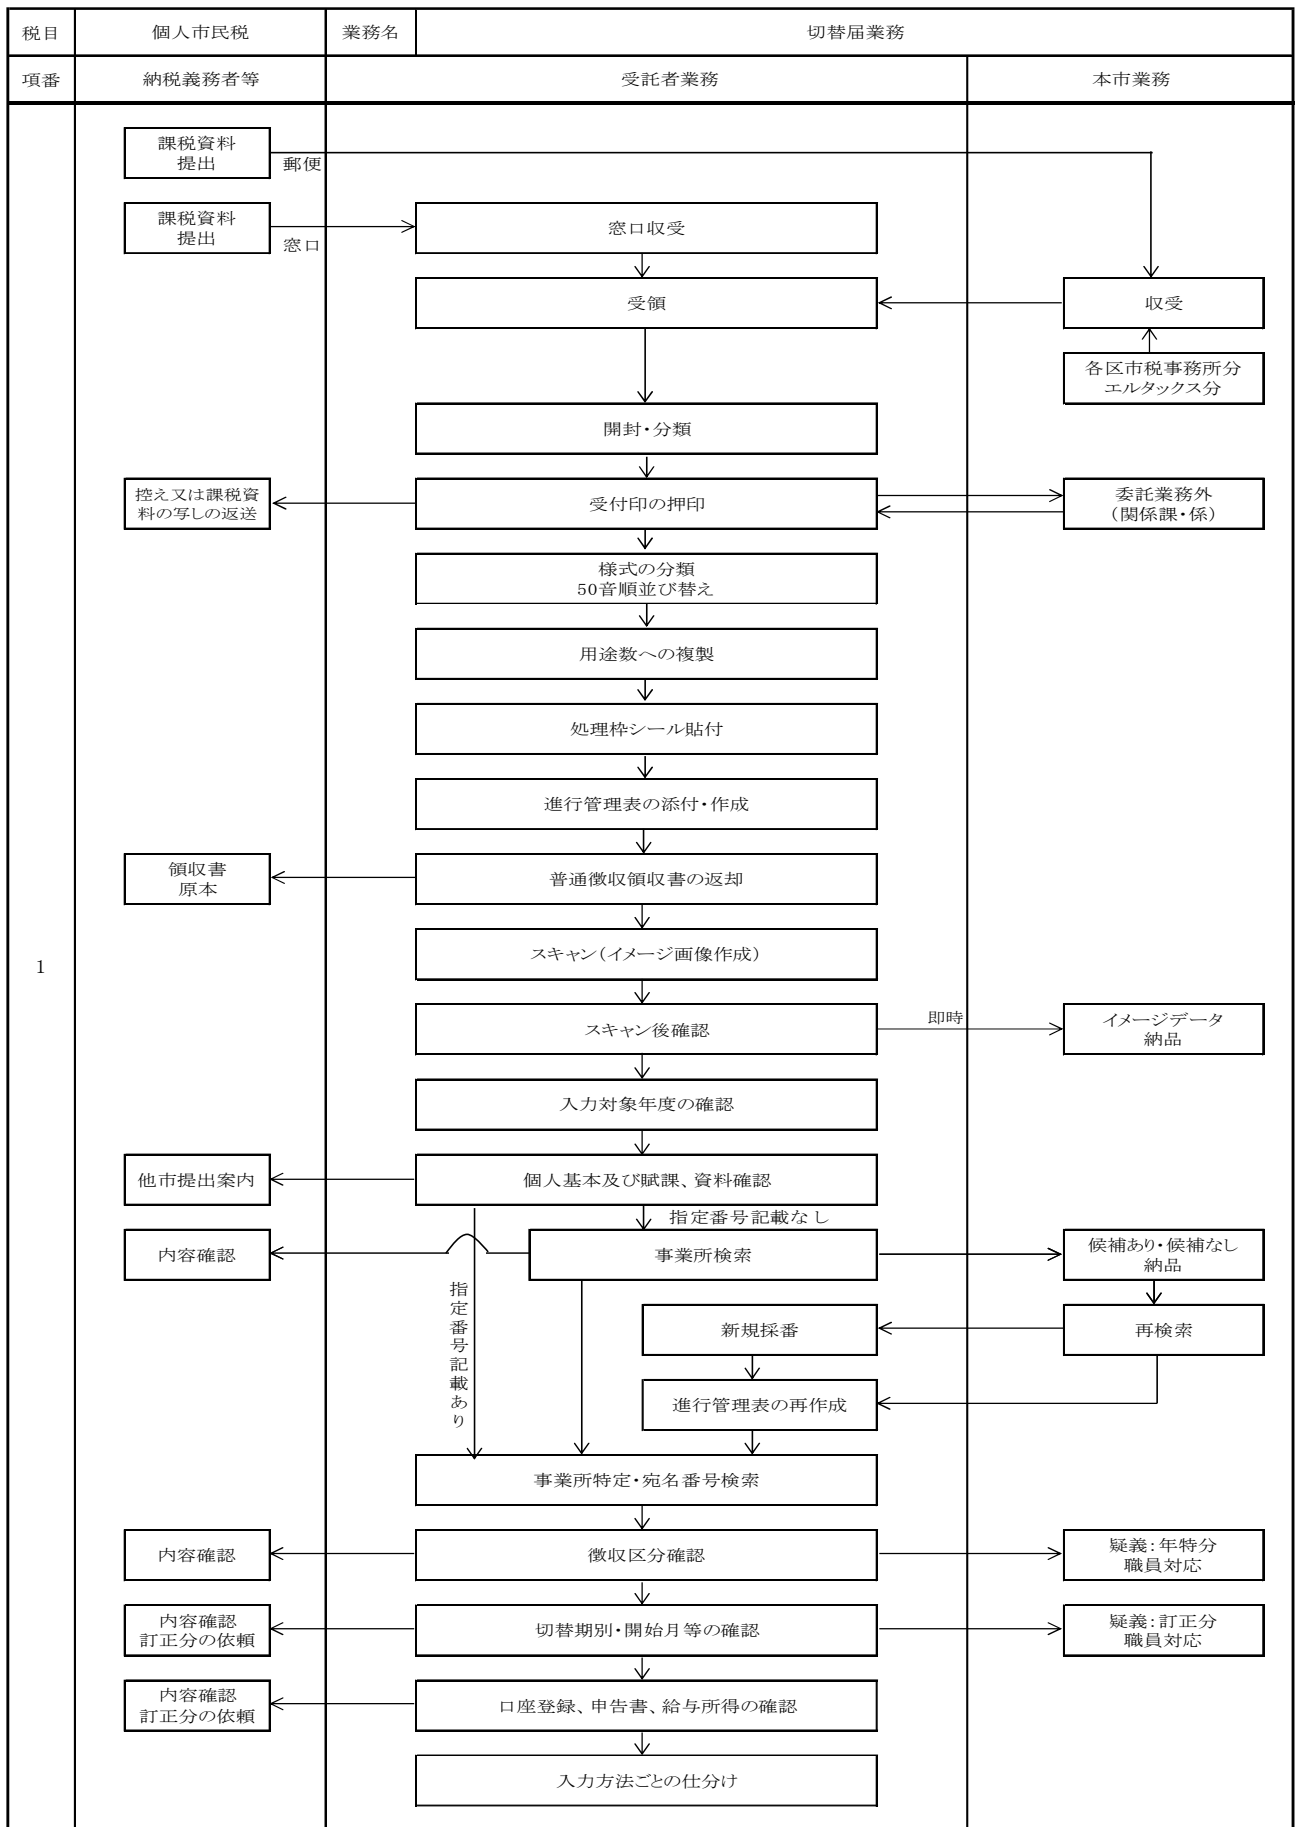 税目
個人市民税
業務名
切替届業務
項番
納税義務者等
受託者業務
本市業務
課税資料
提出
郵便
課税資料
提出
窓口
窓口収受
受領
収受
各区市税事務所分
エルタックス分
開封・分類
控え又は課税資
料の写しの返送
受付印の押印
委託業務外
(関係課・係)
様式の分類
50音順並び替え
用途数への複製
処理枠シール貼付
進行管理表の添付・作成
領収書
原本
普通徴収領収書の返却
スキャン(イメージ画像作成)
1
スキャン後確認
即時
イメージデータ
納品
入力対象年度の確認
他市提出案内
個人基本及び賦課、資料確認
指定番号記載なし
内容確認
事業所検索
候補あり・候補なし
納品
指定番号記載あり
新規採番
再検索
進行管理表の再作成
事業所特定・宛名番号検索
内容確認
徴収区分確認
疑義：年特分
職員対応
内容確認
訂正分の依頼
切替期別・開始月等の確認
疑義：訂正分
職員対応
内容確認
訂正分の依頼
口座登録、申告書、給与所得の確認
入力方法ごとの仕分け